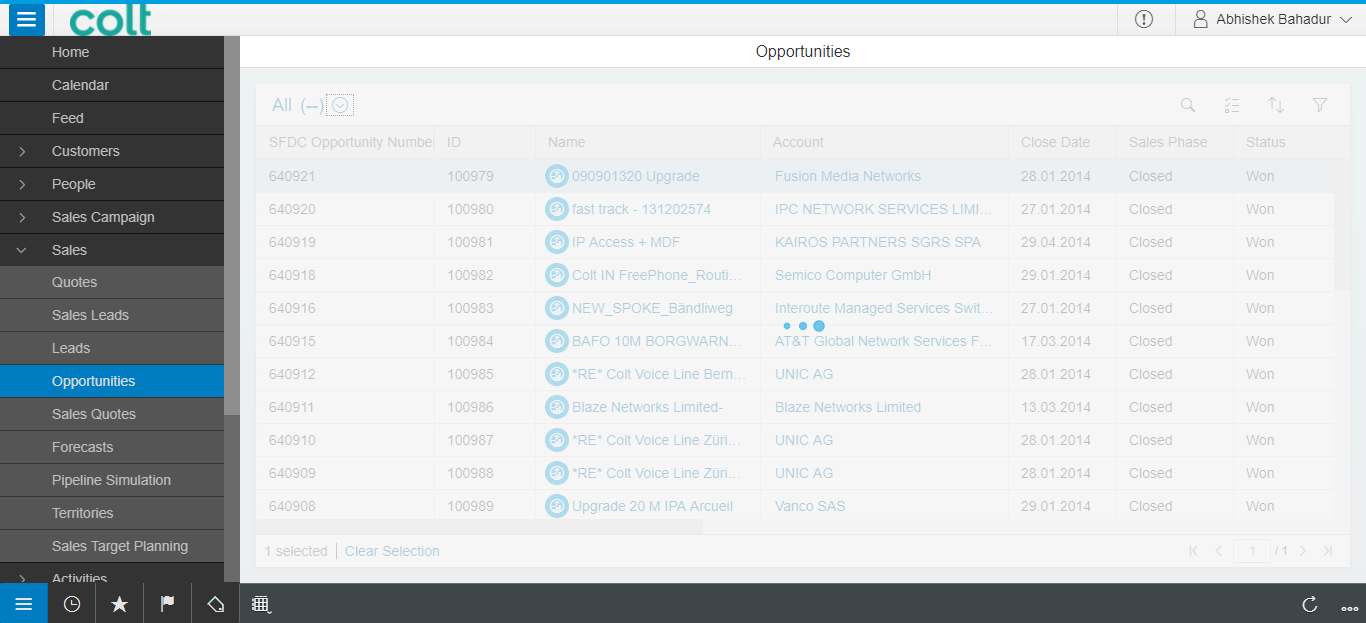 colt
Abhishek Bahadur
Home
Calendar
Feed
Customers
People
Sales Campaign
Sales
Quotes
Sales Leads
Leads
Opportunities
Sales Quotes
Forecasts
Pipeline Simulation
Territories
Sales Target Planning
Activities
Opportunities
All (--)
SFDC Opportunity Number ID Name Account Close Date Sales Phase Status
640921 100979 090901320 Upgrade Fusion Media Networks 28.01.2014 Closed Won
640920 100980 fast track - 131202574 IPC NETWORK SERVICES LIMI... 27.01.2014 Closed Won
640919 100981 IP Access + MDF KAIROS PARTNERS SGRS SPA 29.04.2014 Closed Won
640918 100982 Colt IN FreePhone_Routi... Semico Computer GmbH 29.01.2014 Closed Won
640916 100983 NEW_SPOKE_Bändliweg Interoute Managed Services Swit... 27.01.2014 Closed Won
640915 100984 BAFO 10M BORGWARN... AT&T Global Network Services F... 17.03.2014 Closed Won
640912 100985 *RE* Colt Voice Line Bern... UNIC AG 28.01.2014 Closed Won
640911 100986 Blaze Networks Limited- Blaze Networks Limited 13.03.2014 Closed Won
640910 100987 *RE* Colt Voice Line Züri... UNIC AG 28.01.2014 Closed Won
640909 100988 *RE* Colt Voice Line Züri... UNIC AG 28.01.2014 Closed Won
640908 100989 Upgrade 20 M IPA Arcueil Vanco SAS 29.01.2014 Closed Won
1 selected | Clear Selection 1 / 1